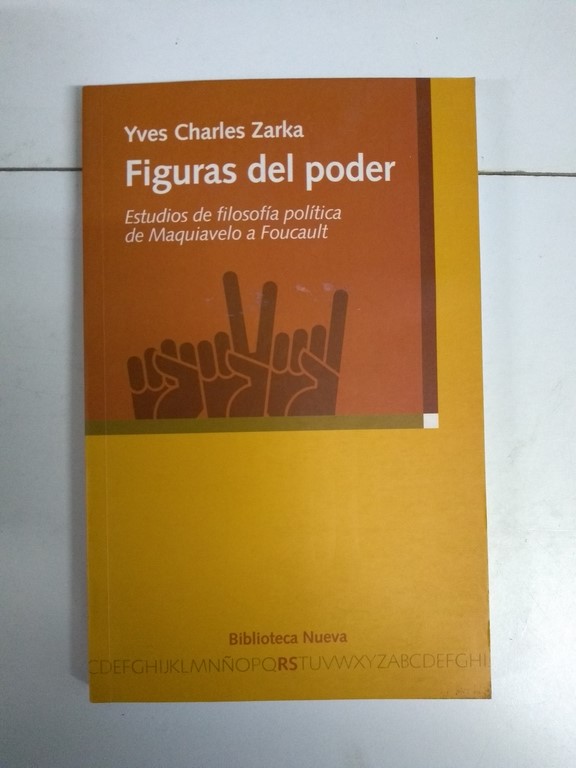 Yves Charles Zarka
Figuras del poder
Estudios de filosofía política
de Maquiavelo a Foucault
Biblioteca Nueva
CDEFGHIJKLMNÑOPQRSTUVWXYZABCDEFGHI